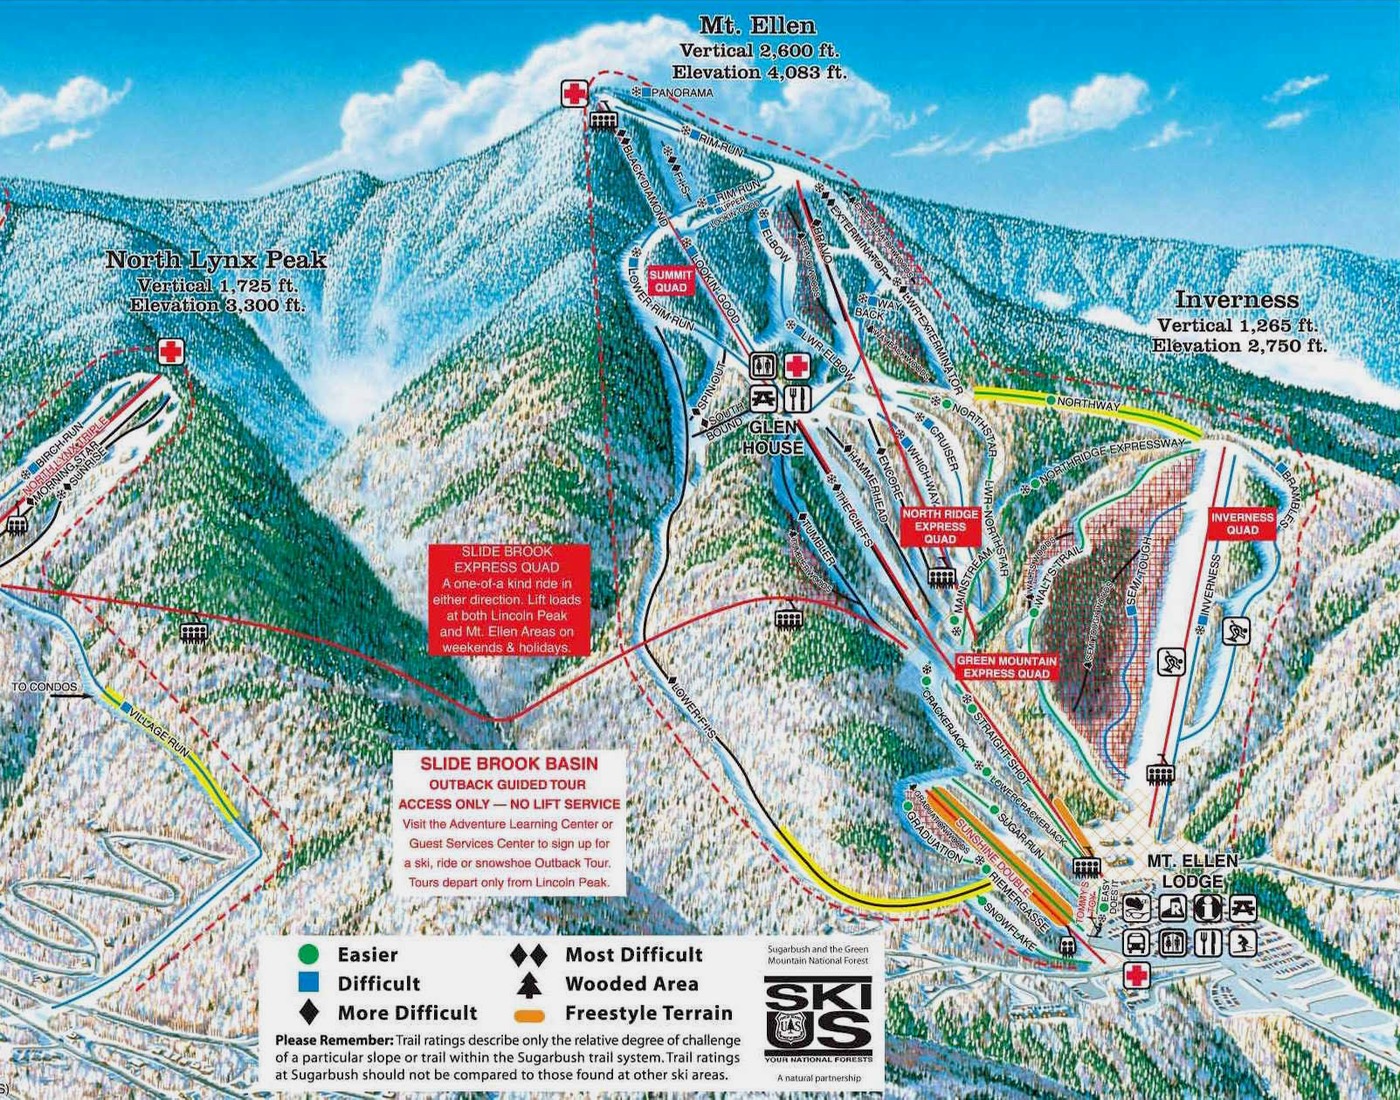 Mt. Ellen
Vertical 2,600 ft.
Elevation 4,083 ft.
PANORAMA
RIM RUN
BLACK DIAMOND
F.I.S
RIM RUN
UPPER
LOOKIN GOOD
ELBOW
BRAVO
EXTERMINATOR
North Lynx Peak
Vertical 1,725 ft.
Elevation 3,300 ft.
SUMMIT
QUAD
LOOKIN GOOD
LOWER RIM RUN
WAY
BACK
LWR EXTERMINATOR
LWR ELBOW
Inverness
Vertical 1,265 ft.
Elevation 2,750 ft.
SPIN OUT
SOUTH
BOUND
GLEN
HOUSE
NORTHWAY
NORTHSTAR
CRUISER
WHICH WAY
ENCORE
HAMMERHEAD
THE CLIFFS
TUMBLER
NORTHRIDGE EXPRESSWAY
LWR NORTHSTAR
BRAMBLES
BIRCH RUN
NORTH LYNX TRIPLE
MORNING STAR
SUNRISE
NORTH RIDGE
EXPRESS
QUAD
INVERNESS
QUAD
SLIDE BROOK
EXPRESS QUAD
A one-of-a kind ride in
either direction. Lift loads
at both Lincoln Peak
and Mt. Ellen Areas on
weekends & holidays.
MAINSTREAM
WALT'S TRAIL
SEMI-TOUGH
INVERNESS
GREEN MOUNTAIN
EXPRESS QUAD
TO CONDOS
VILLAGE RUN
LOWER F.I.S.
CRACKERJACK
STRAIGHT SHOT
LOWER CRACKERJACK
SUGAR RUN
SUNSHINE DOUBLE
GRADUATION
RIEMERGASSE
SNOWFLAKE
EASY
DOES IT
SLIDE BROOK BASIN
OUTBACK GUIDED TOUR
ACCESS ONLY — NO LIFT SERVICE
Visit the Adventure Learning Center or
Guest Services Center to sign up for
a ski, ride or snowshoe Outback Tour.
Tours depart only from Lincoln Peak.
MT. ELLEN
LODGE
Easier
Difficult
More Difficult
Most Difficult
Wooded Area
Freestyle Terrain
Please Remember: Trail ratings describe only the relative degree of challenge
of a particular slope or trail within the Sugarbush trail system. Trail ratings
at Sugarbush should not be compared to those found at other ski areas.
Sugarbush and the Green
Mountain National Forest
SKI
US
YOUR NATIONAL FORESTS
A natural partnership